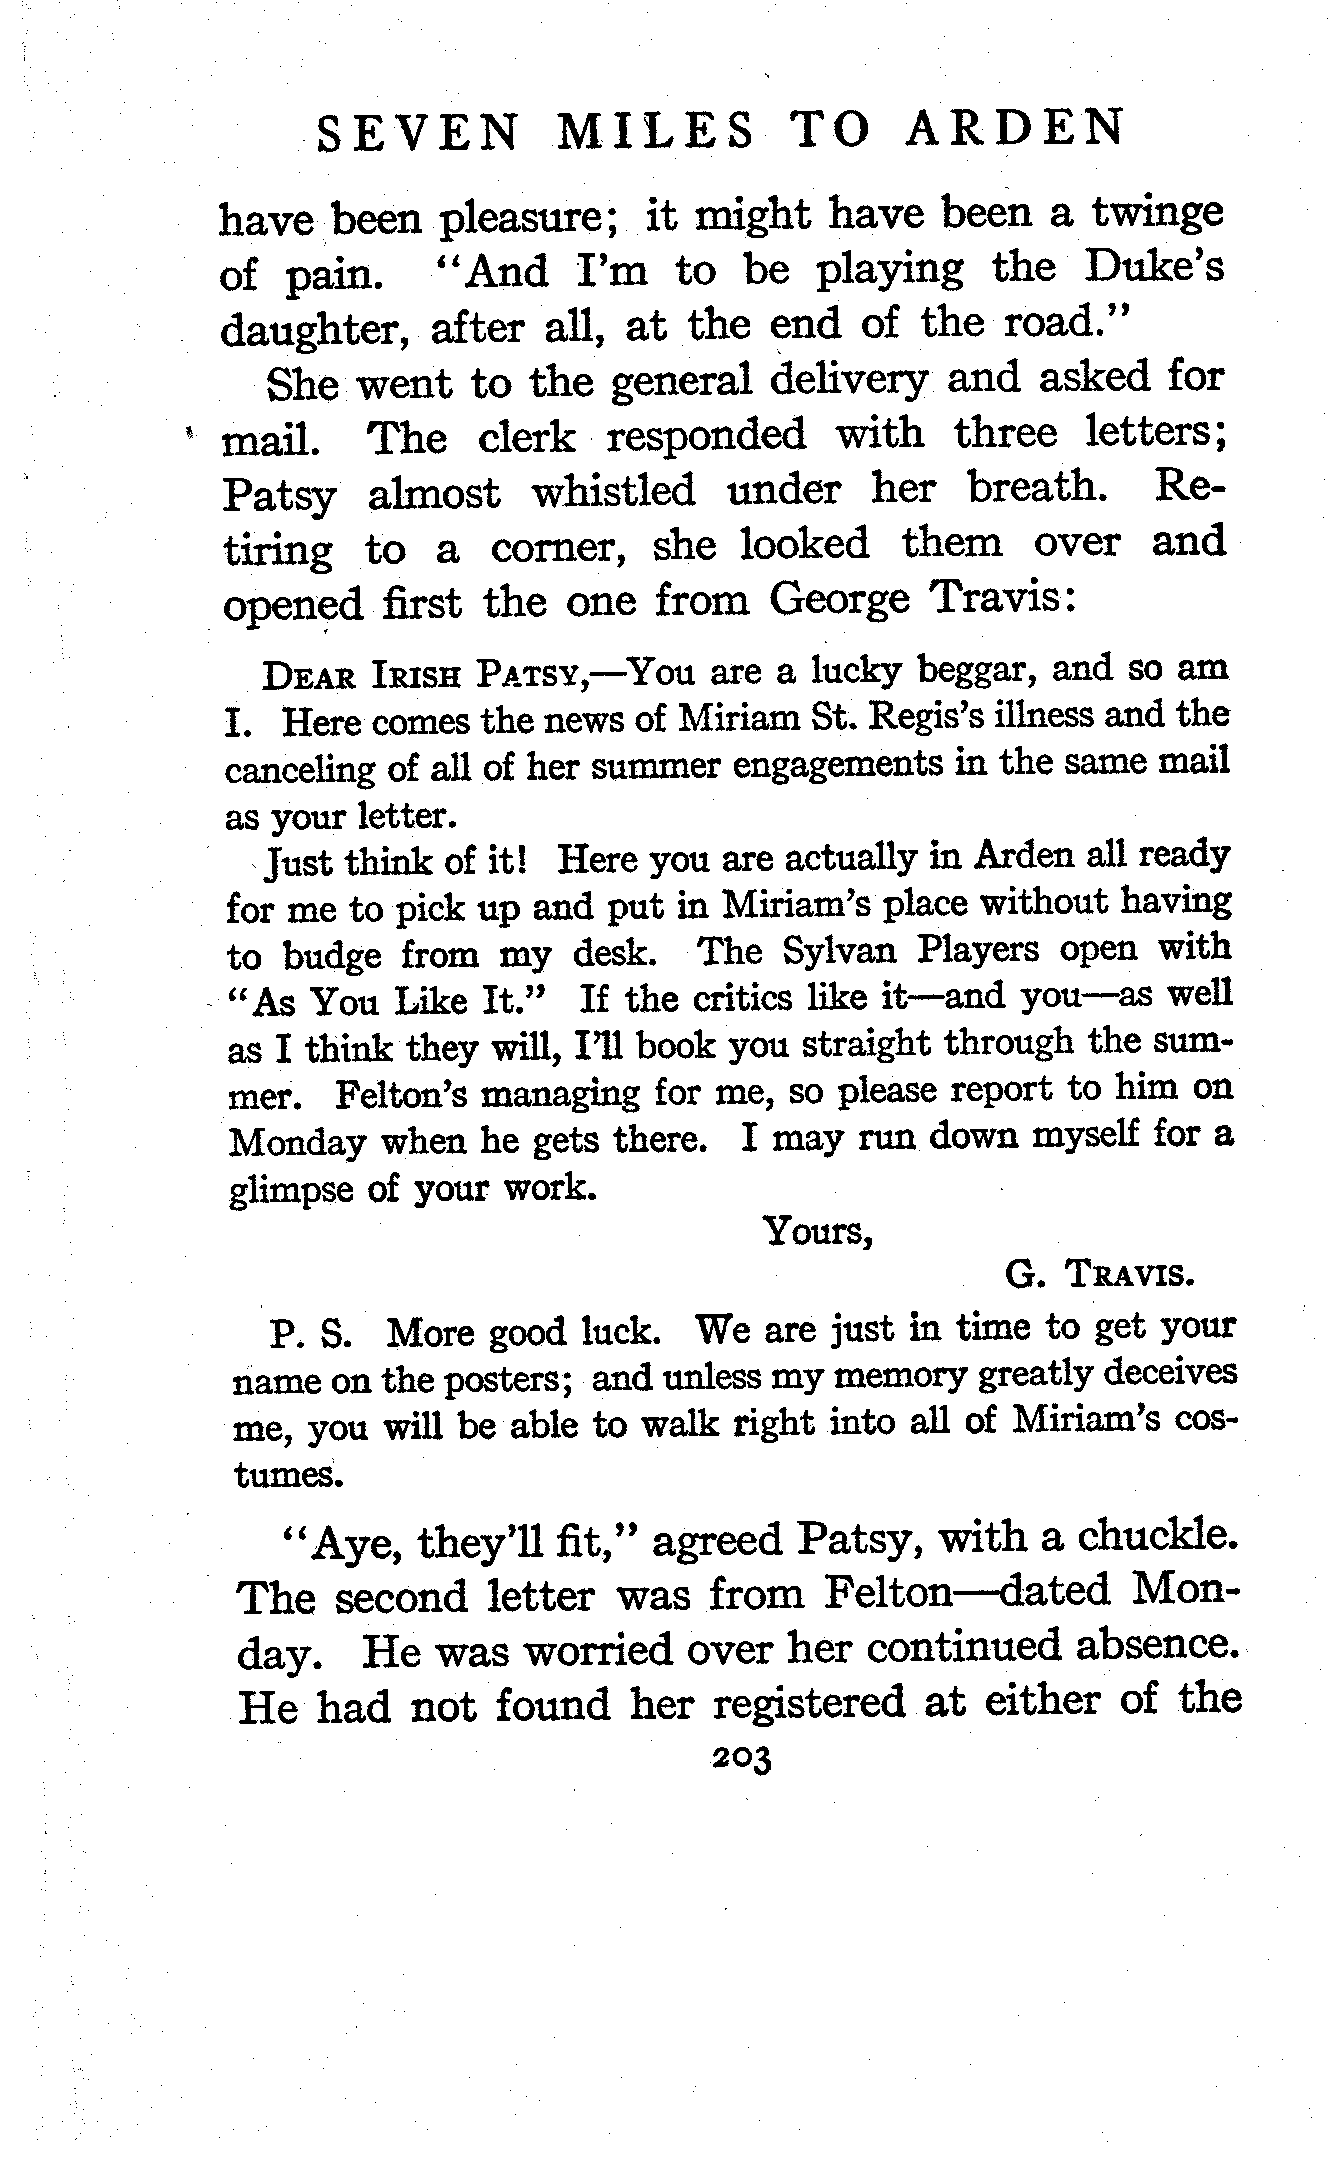 SEVEN MILES TO ARDEN
have been pleasure; it might have been a twinge
of pain. "And I'm to be playing the Duke's
daughter, after all, at the end of the road."
She went to the general delivery and asked for
mail. The clerk responded with three letters;
Patsy almost whistled under her breath. Re-
tiring to a corner, she looked them over and
opened first the one from George Travis:
DEAR IRISH PATSY,—You are a lucky beggar, and so am
I. Here comes the news of Miriam St. Regis's illness and the
canceling of all of her summer engagements in the same mail
as your letter.
Just think of it! Here you are actually in Arden all ready
for me to pick up and put in Miriam's place without having
to budge from my desk. The Sylvan Players open with
"As You Like It." If the critics like it—and you—as well
as I think they will, I'll book you straight through the sum-
mer. Felton's managing for me, so please report to him on
Monday when he gets there. I may run down myself for a
glimpse of your work.
Yours,
G. TRAVIS.
P. S. More good luck. We are just in time to get your
name on the posters; and unless my memory greatly deceives
me, you will be able to walk right into all of Miriam's cos-
tumes.
"Aye, they'll fit," agreed Patsy, with a chuckle.
The second letter was from Felton—dated Mon-
day. He was worried over her continued absence.
He had not found her registered at either of the
203